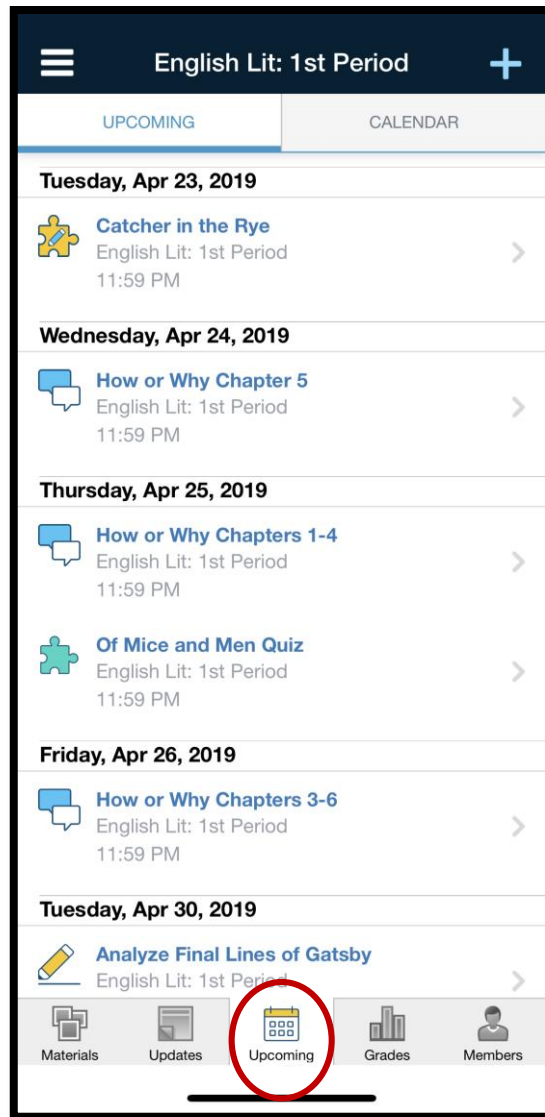 English Lit: 1st Period
UPCOMING
CALENDAR
Tuesday, Apr 23, 2019
Catcher in the Rye
English Lit: 1st Period
11:59 PM
Wednesday, Apr 24, 2019
How or Why Chapter 5
English Lit: 1st Period
11:59 PM
Thursday, Apr 25, 2019
How or Why Chapters 1-4
English Lit: 1st Period
11:59 PM
Of Mice and Men Quiz
English Lit: 1st Period
11:59 PM
Friday, Apr 26, 2019
How or Why Chapters 3-6
English Lit: 1st Period
11:59 PM
Tuesday, Apr 30, 2019
Analyze Final Lines of Gatsby
English Lit: 1st Period
Materials
Updates
Upcoming
Grades
Members